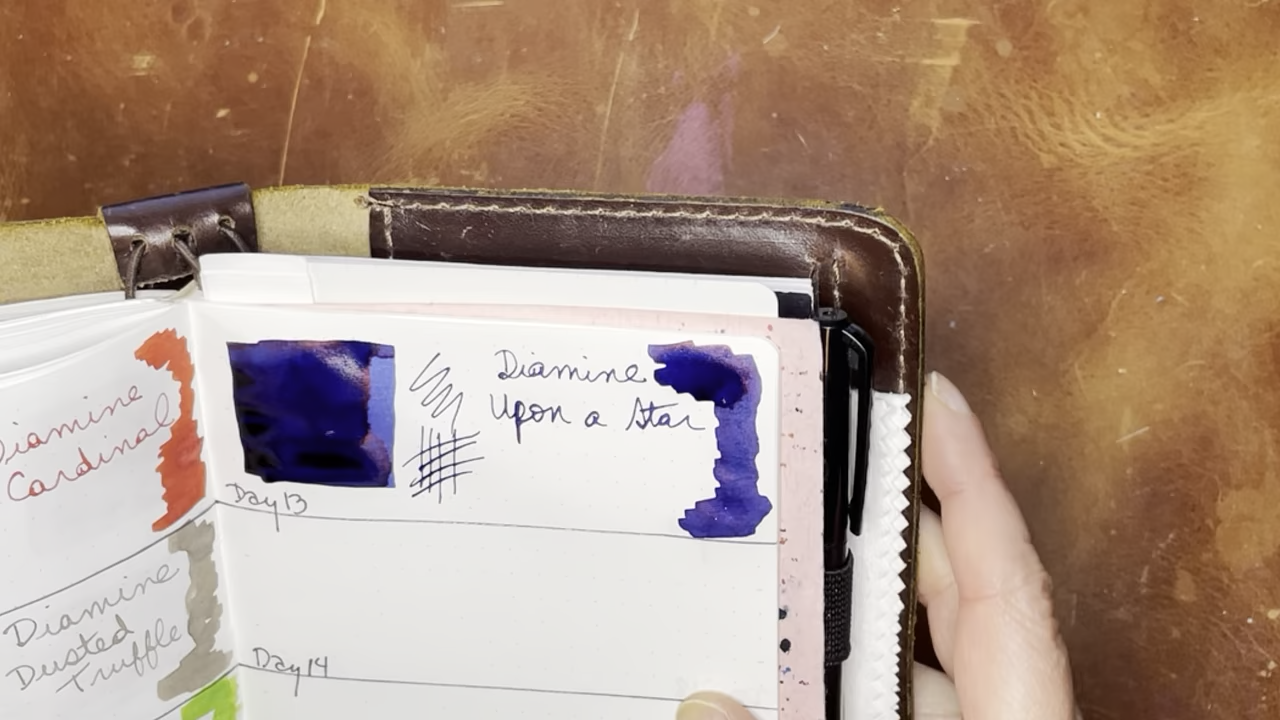 Diamine
Cardinal
Diamine
Dusted
Truffle
Diamine
Upon a Star
Day 13
Day 14